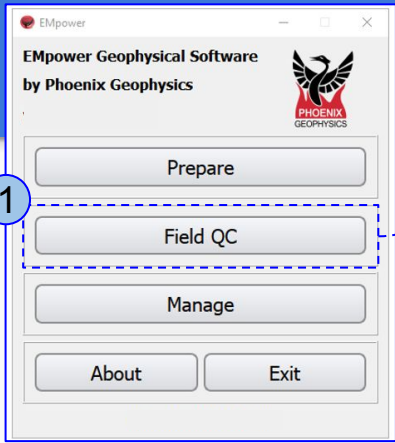 EMpower
EMpower Geophysical Software
by Phoenix Geophysics
PHOENIX
GEOPHYSICS
Prepare
1
Field QC
Manage
About
Exit